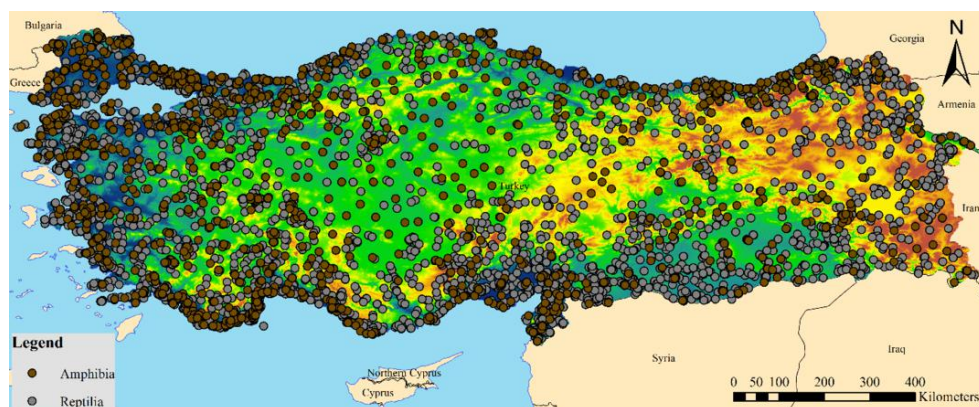 Bulgaria
Georgia
N
Greece
Armenia
Turkey
Iran
Legend
Amphibia
Reptilia
Northern Cyprus
Cyprus
Syria
Iraq
0 50 100 200 300 400
Kilometers